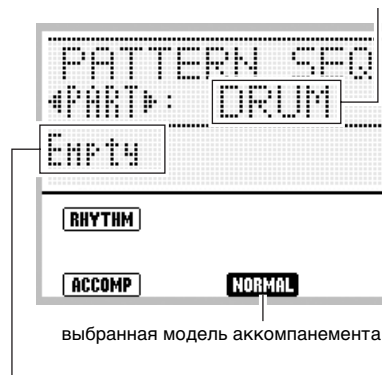 PATTERN SEQ
◀PART▶: DRUM
Empty
RHYTHM
ACCOMP NORMAL
выбранная модель аккомпанемента